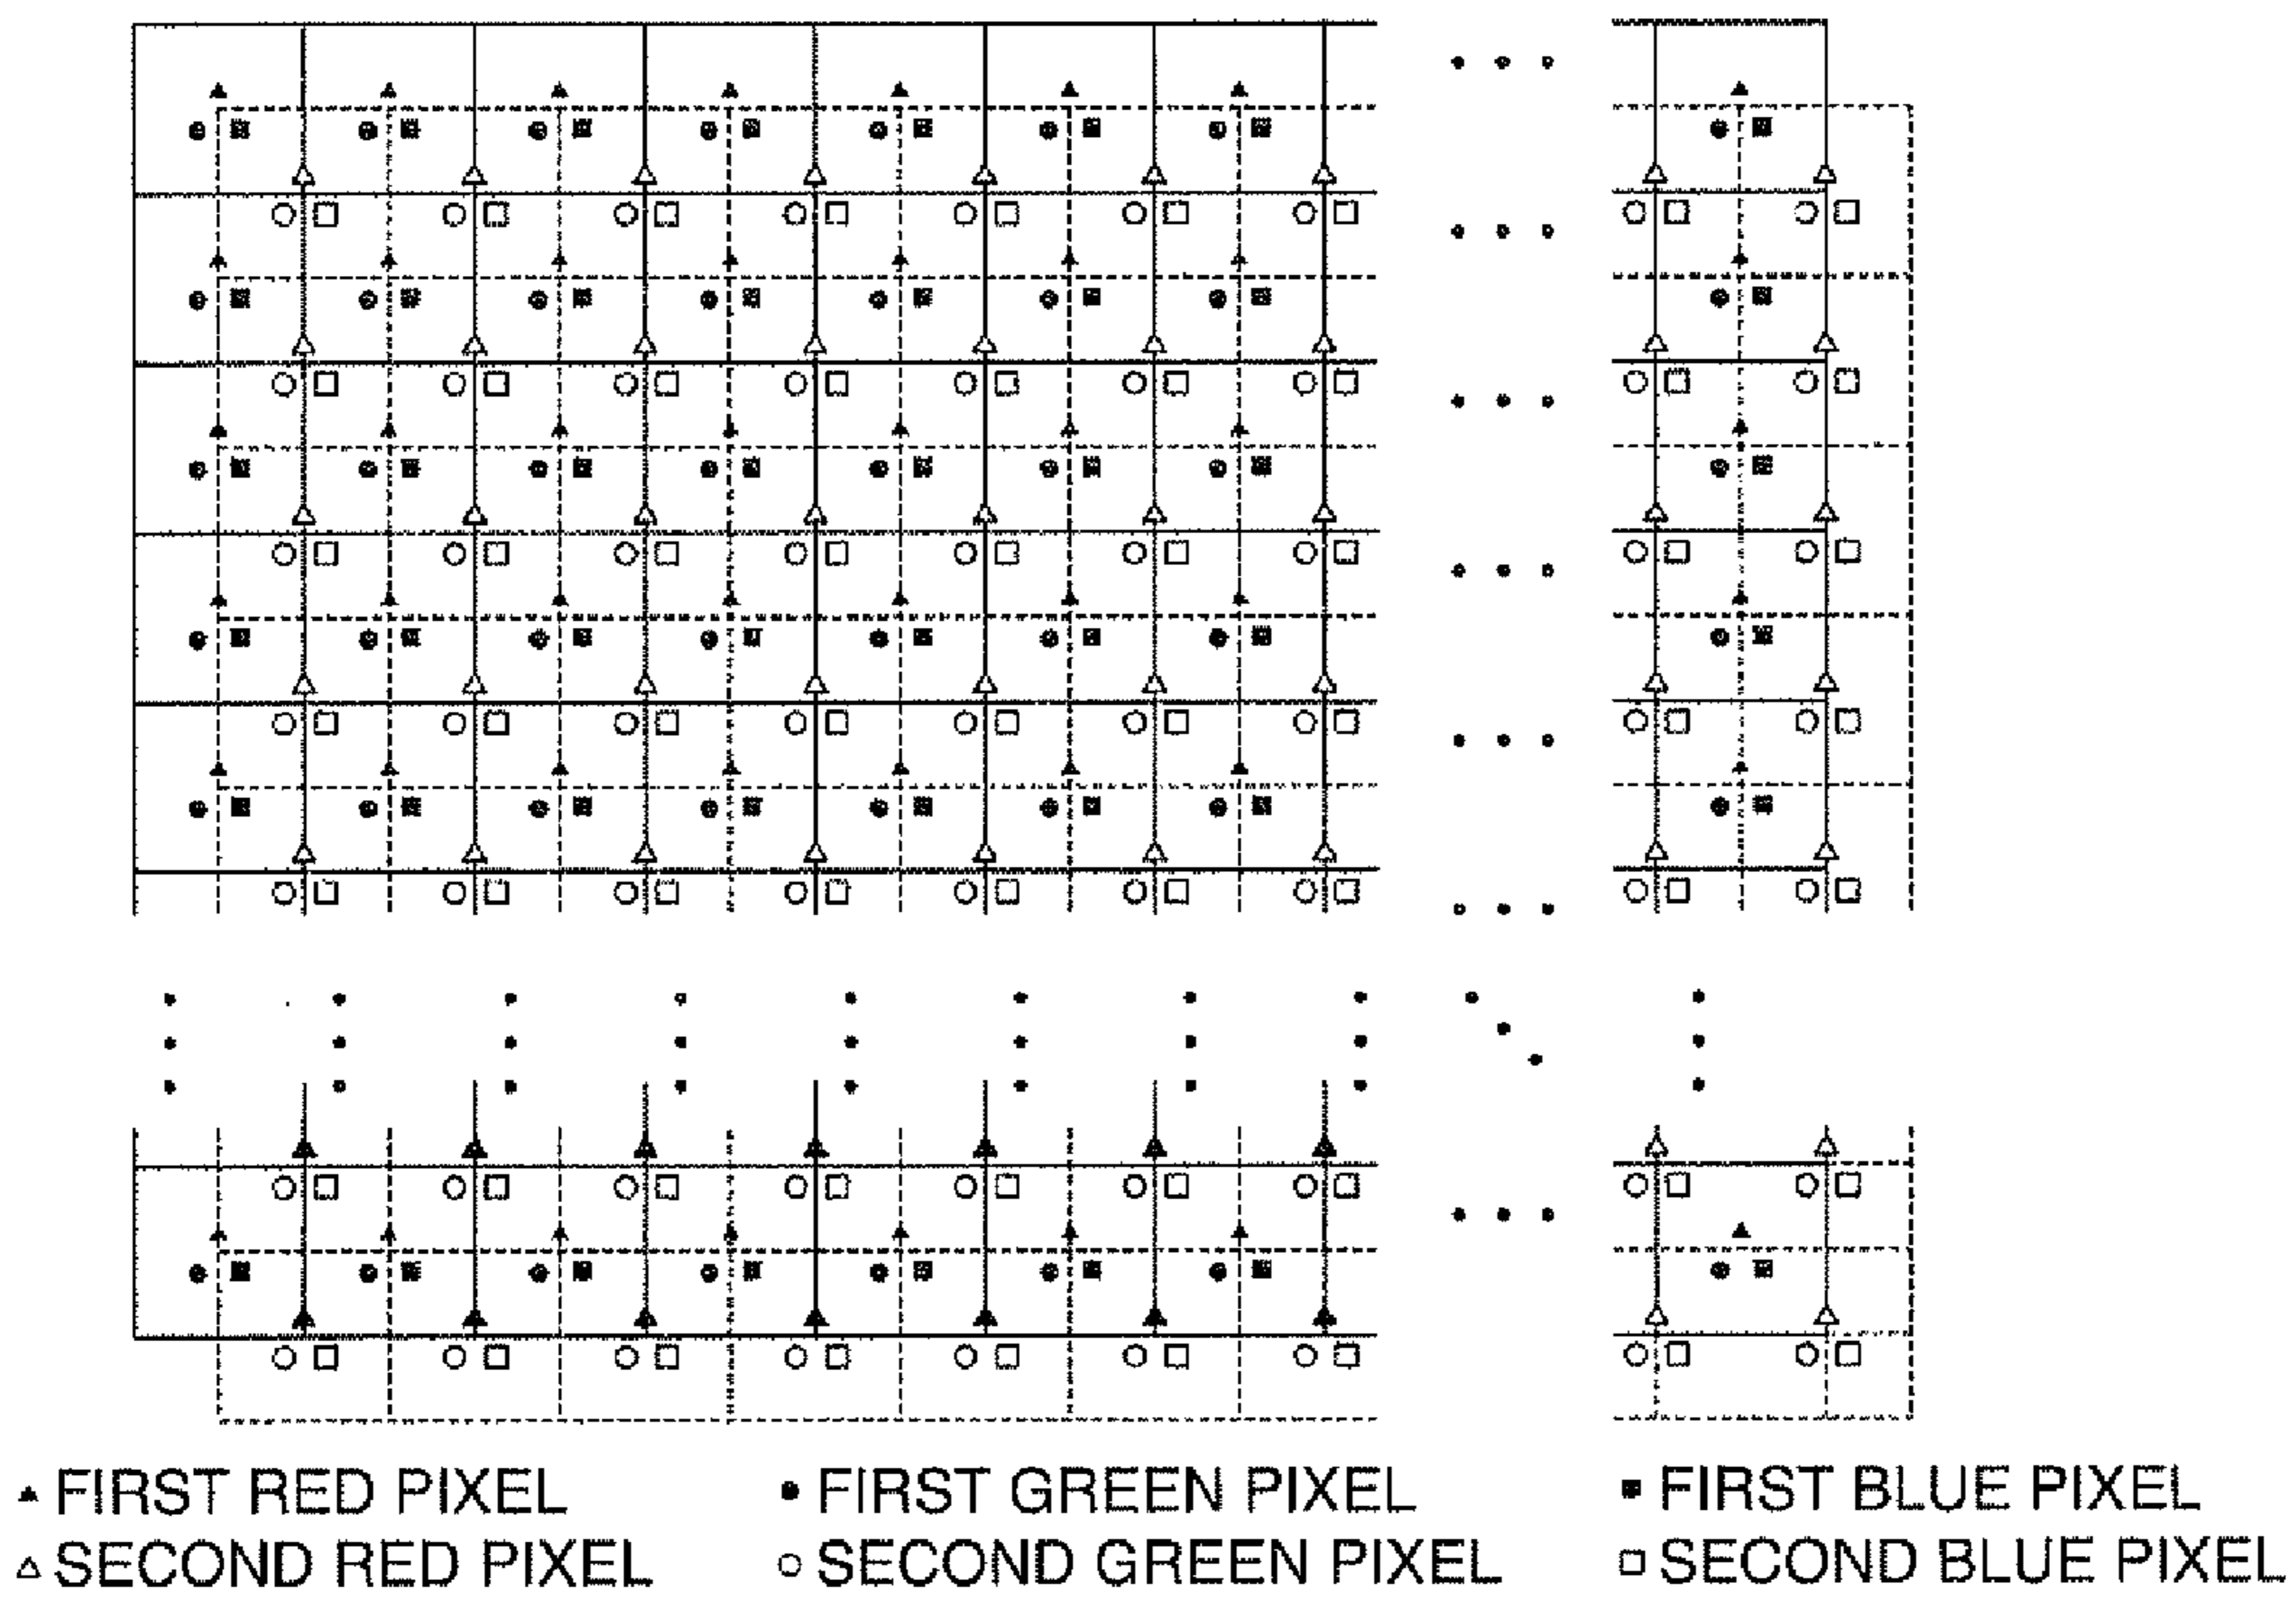 ▲ FIRST RED PIXEL ● FIRST GREEN PIXEL ■ FIRST BLUE PIXEL
△ SECOND RED PIXEL ○ SECOND GREEN PIXEL □ SECOND BLUE PIXEL